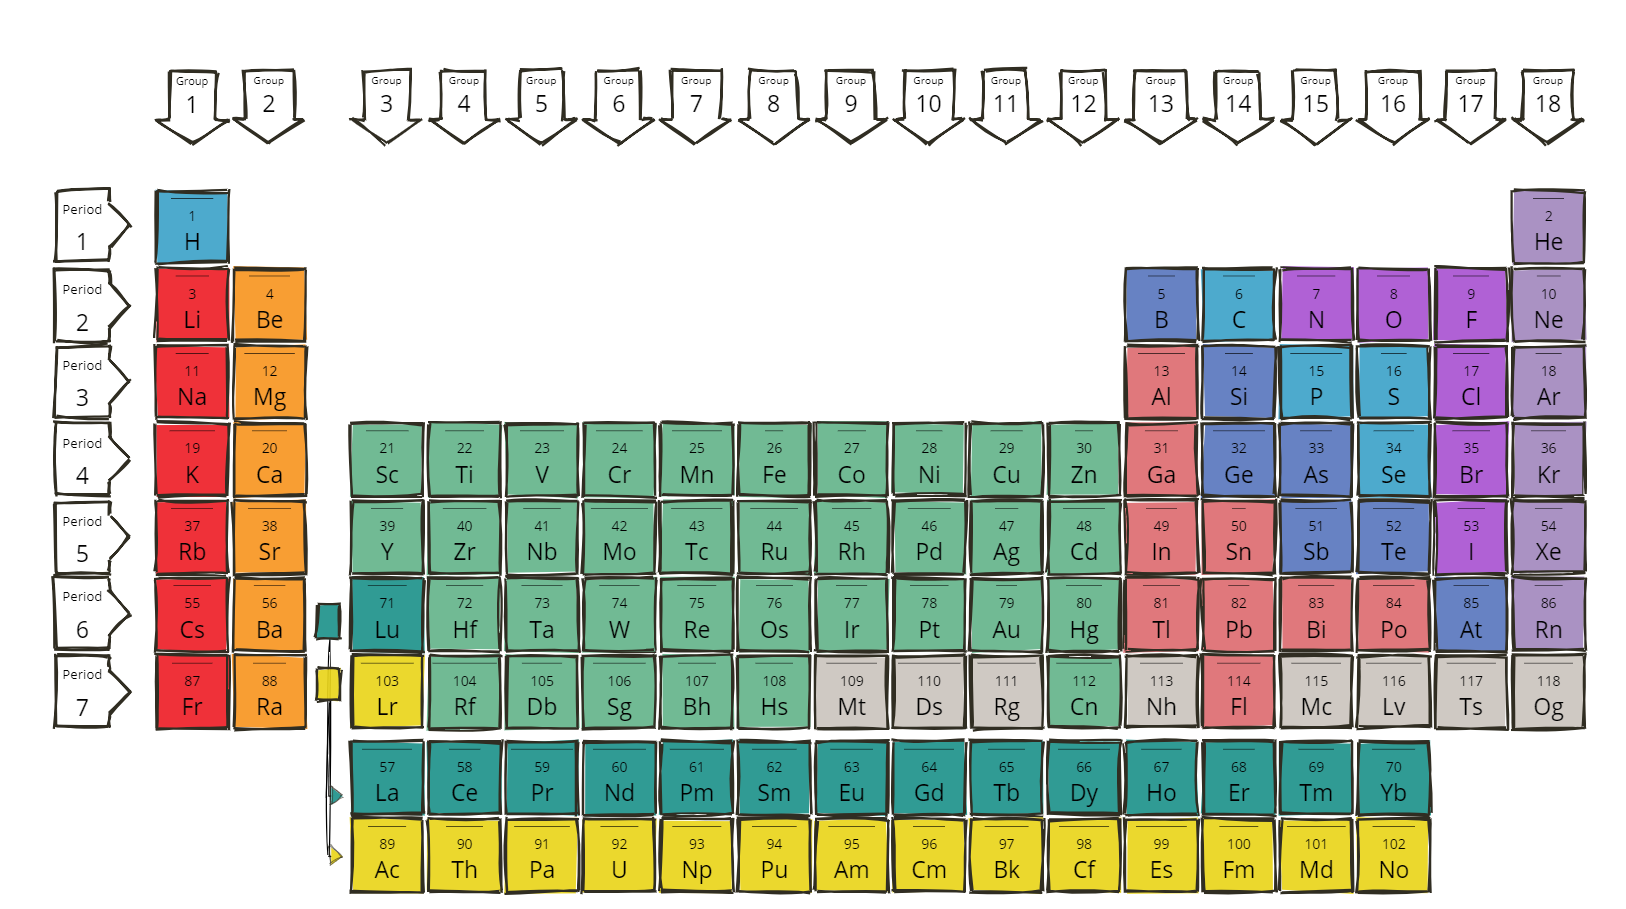 Group Group Group Group Group Group Group Group Group Group Group Group Group Group Group Group Group Group
1 2 3 4 5 6 7 8 9 10 11 12 13 14 15 16 17 18
Period
1
1 2
H He
Period
2
3 4 5 6 7 8 9 10
Li Be B C N O F Ne
Period
3
11 12 13 14 15 16 17 18
Na Mg Al Si P S Cl Ar
Period
4
19 20 21 22 23 24 25 26 27 28 29 30 31 32 33 34 35 36
K Ca Sc Ti V Cr Mn Fe Co Ni Cu Zn Ga Ge As Se Br Kr
Period
5
37 38 39 40 41 42 43 44 45 46 47 48 49 50 51 52 53 54
Rb Sr Y Zr Nb Mo Tc Ru Rh Pd Ag Cd In Sn Sb Te I Xe
Period
6
55 56 71 72 73 74 75 76 77 78 79 80 81 82 83 84 85 86
Cs Ba Lu Hf Ta W Re Os Ir Pt Au Hg Tl Pb Bi Po At Rn
Period
7
87 88 103 104 105 106 107 108 109 110 111 112 113 114 115 116 117 118
Fr Ra Lr Rf Db Sg Bh Hs Mt Ds Rg Cn Nh Fl Mc Lv Ts Og
57 58 59 60 61 62 63 64 65 66 67 68 69 70
La Ce Pr Nd Pm Sm Eu Gd Tb Dy Ho Er Tm Yb
89 90 91 92 93 94 95 96 97 98 99 100 101 102
Ac Th Pa U Np Pu Am Cm Bk Cf Es Fm Md No